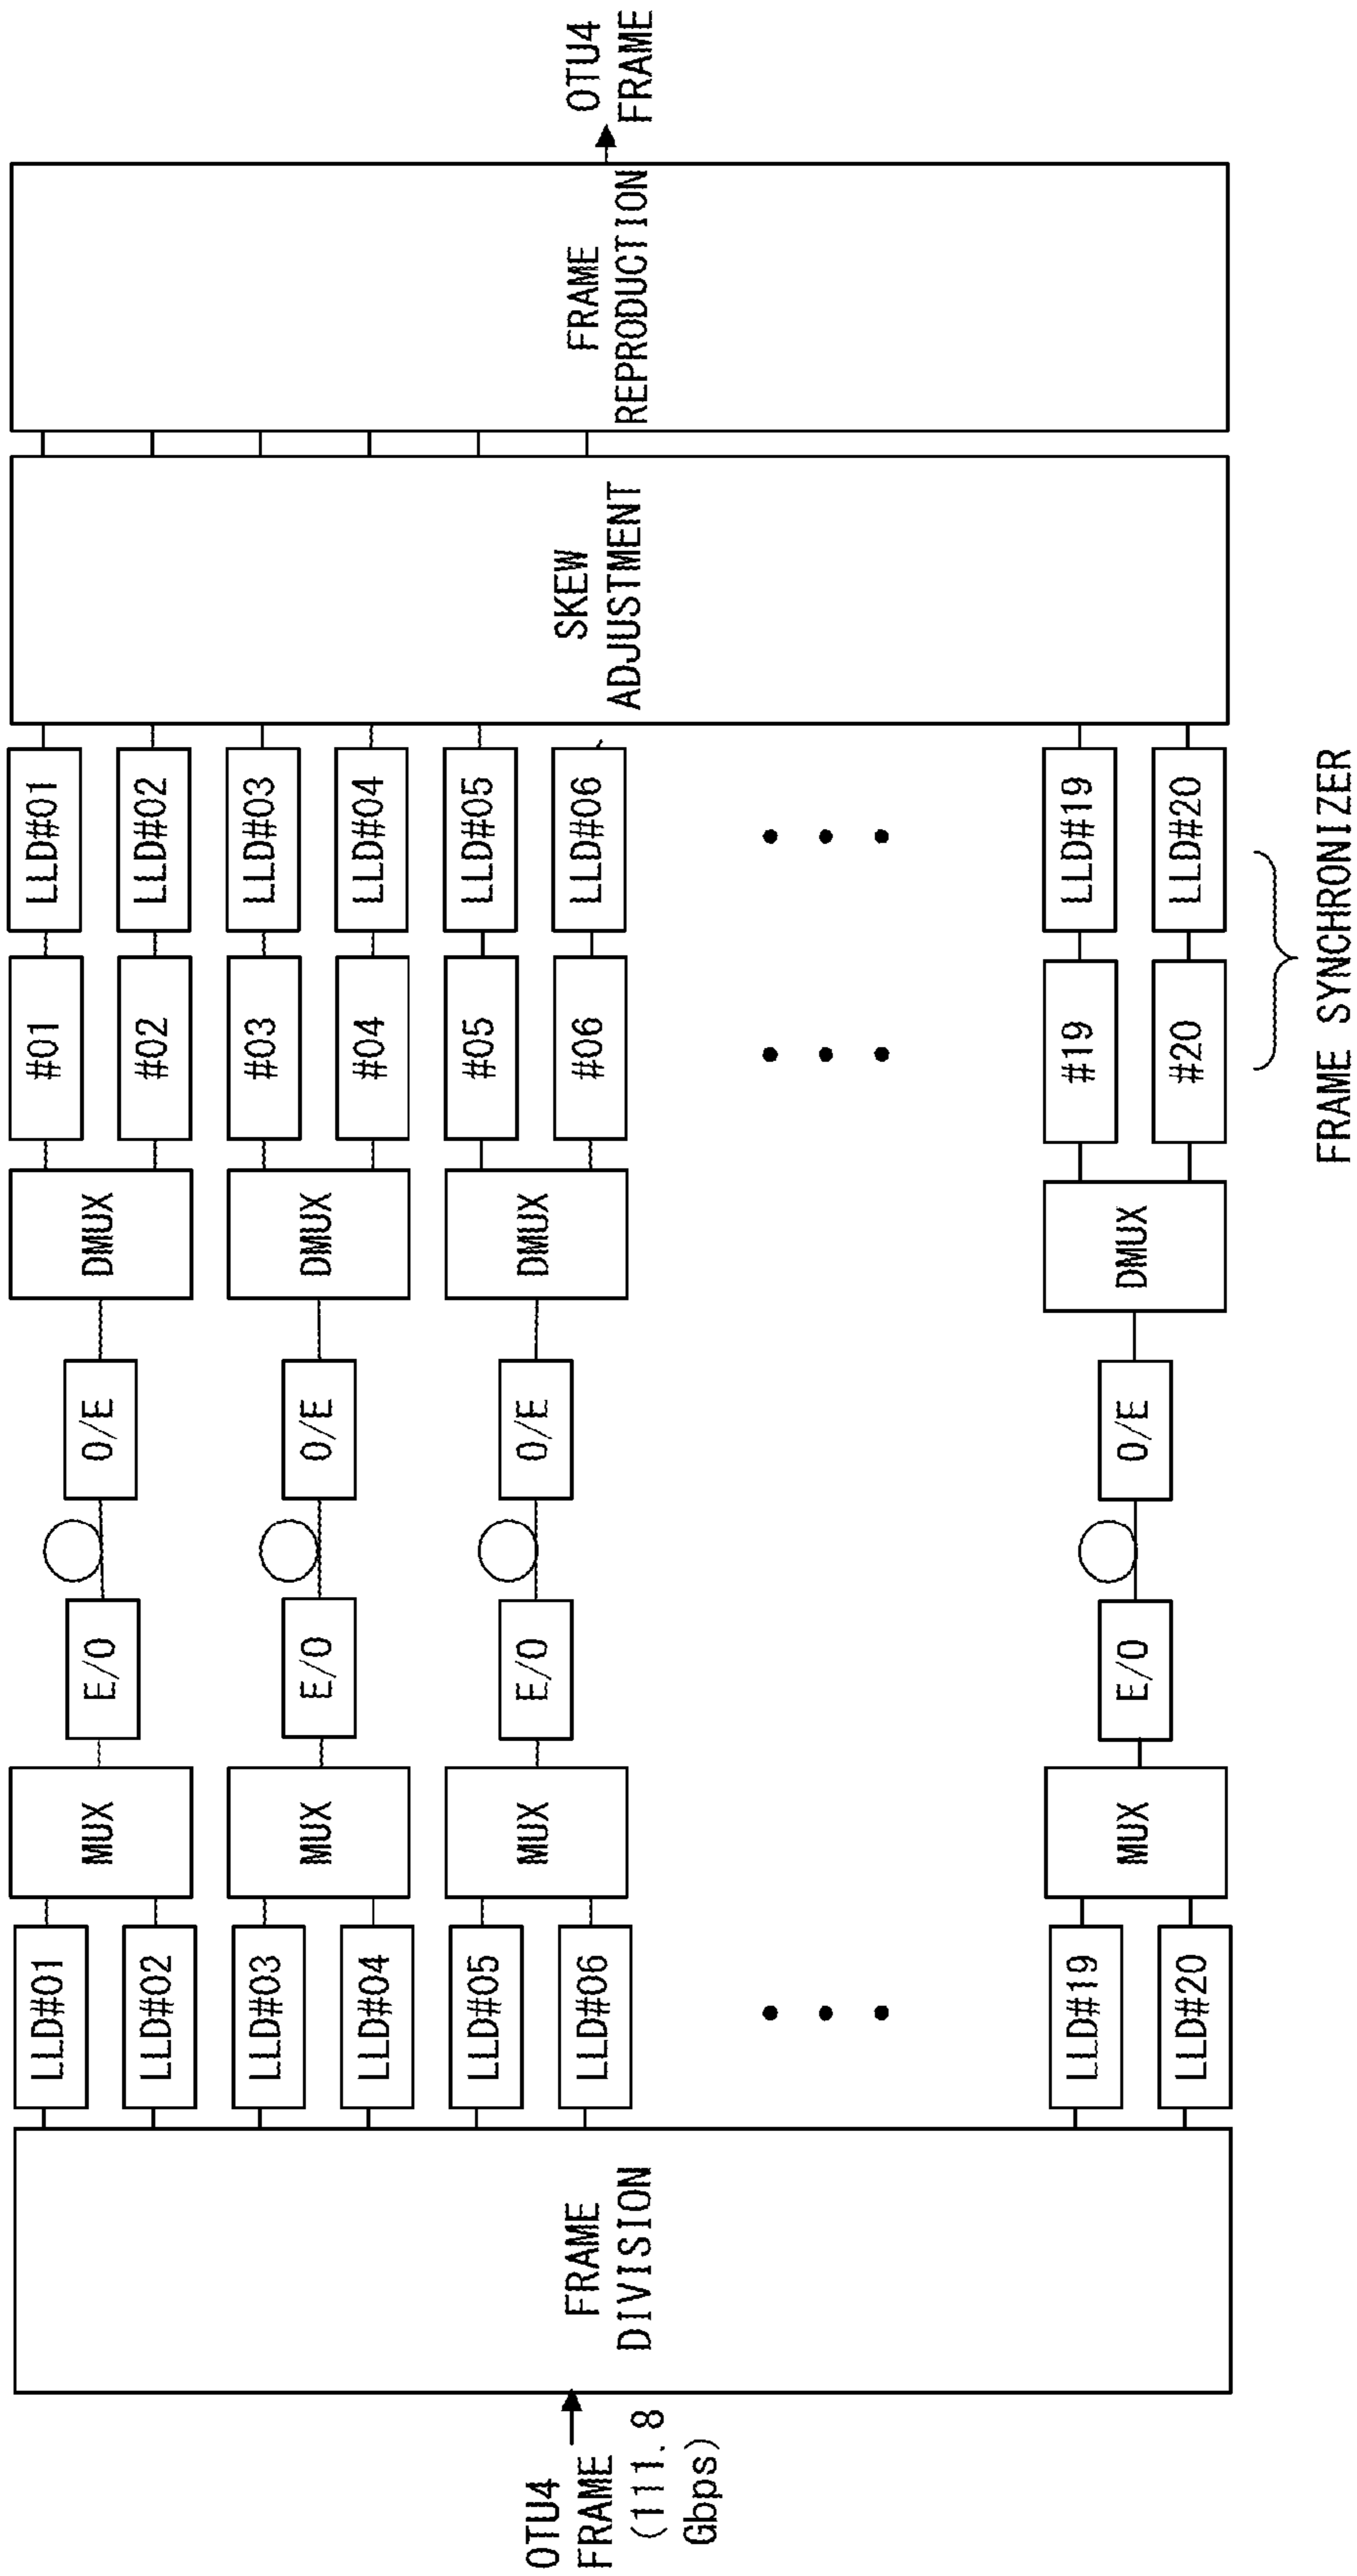 OTU4
FRAME
(111.8
Gbps)
FRAME
DIVISION
LLD#01
LLD#02
LLD#03
LLD#04
LLD#05
LLD#06
LLD#19
LLD#20
MUX
MUX
MUX
MUX
E/O
E/O
E/O
E/O
O/E
O/E
O/E
O/E
DMUX
DMUX
DMUX
DMUX
#01
#02
#03
#04
#05
#06
#19
#20
LLD#01
LLD#02
LLD#03
LLD#04
LLD#05
LLD#06
LLD#19
LLD#20
FRAME SYNCHRONIZER
SKEW
ADJUSTMENT
FRAME
REPRODUCTION
OTU4
FRAME